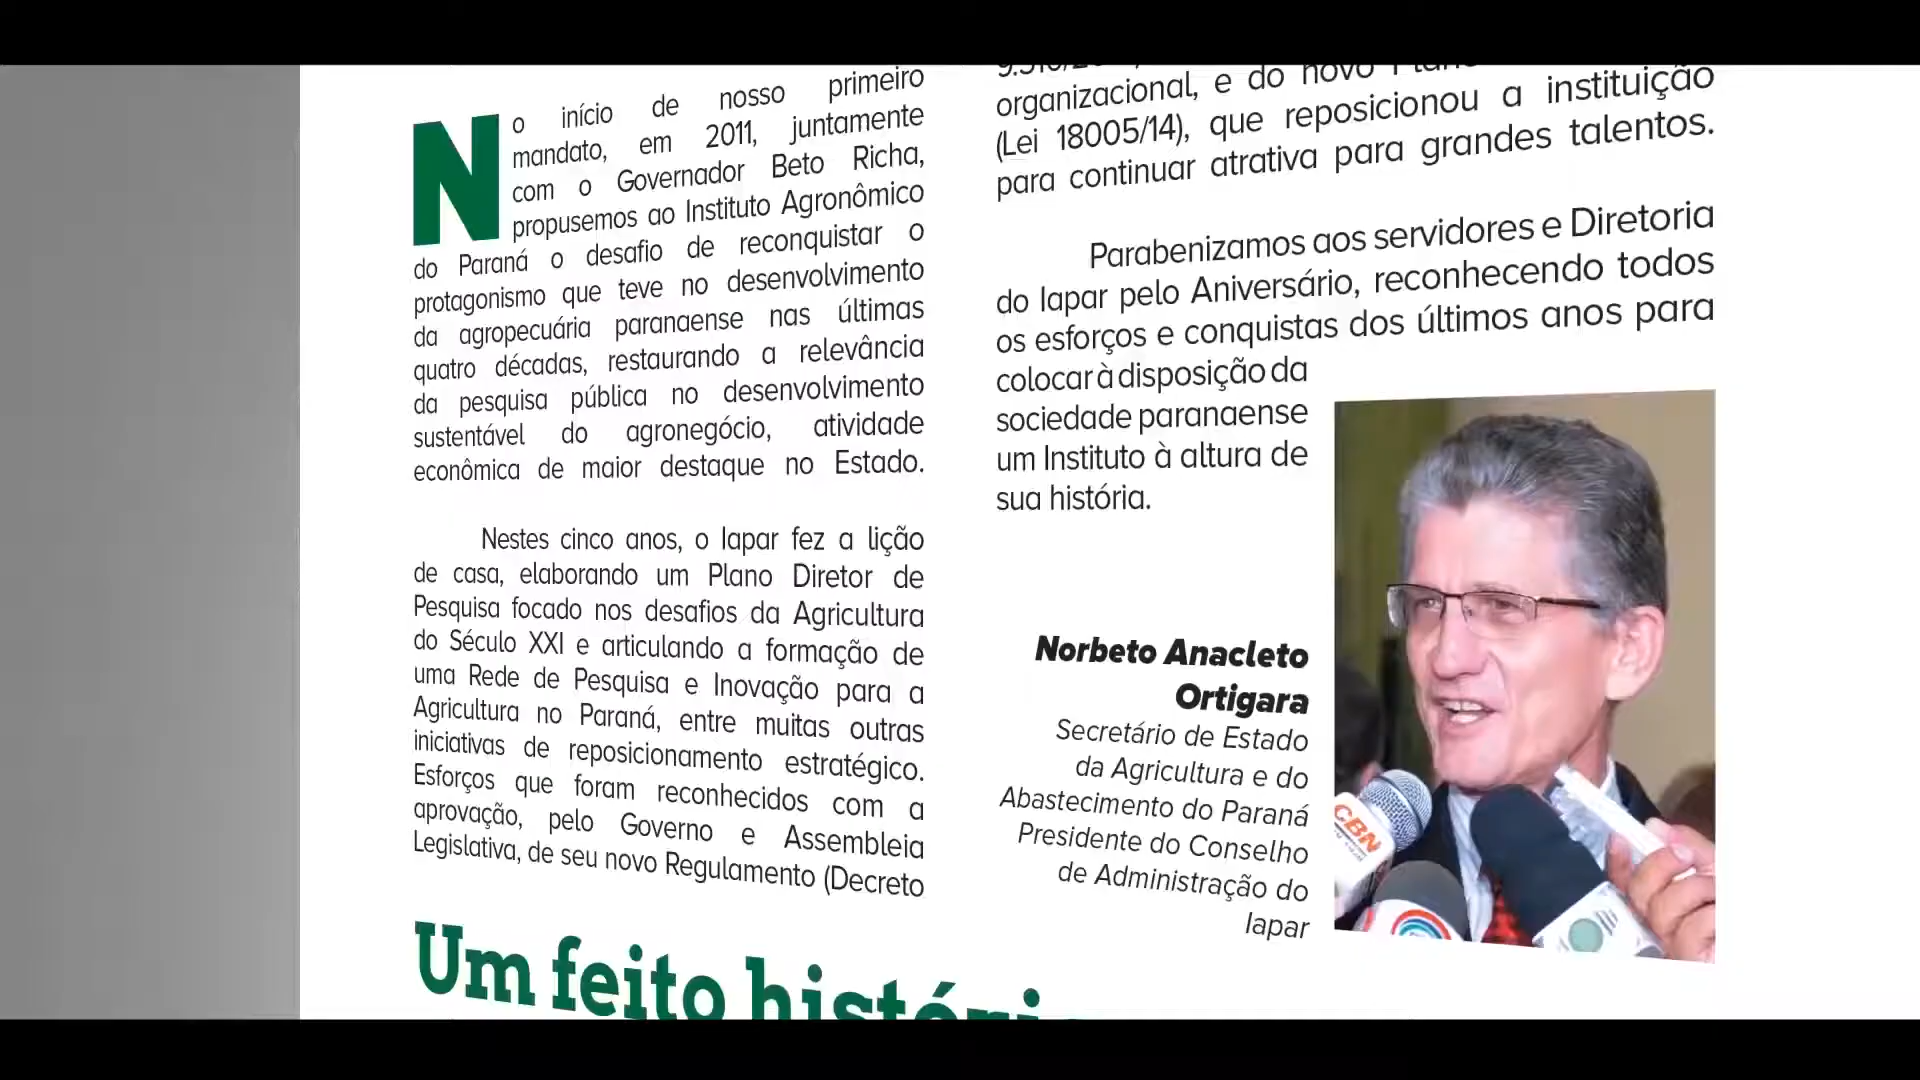 No início de nosso primeiro
mandato, em 2011, juntamente
com o Governador Beto Richa,
propusemos ao Instituto Agronômico
do Paraná o desafio de reconquistar o
protagonismo que teve no desenvolvimento
da agropecuária paranaense nas últimas
quatro décadas, restaurando a relevância
da pesquisa pública no desenvolvimento
sustentável do agronegócio, atividade
econômica de maior destaque no Estado.
Nestes cinco anos, o Iapar fez a lição
de casa, elaborando um Plano Diretor de
Pesquisa focado nos desafios da Agricultura
do Século XXI e articulando a formação de
uma Rede de Pesquisa e Inovação para a
Agricultura no Paraná, entre muitas outras
iniciativas de reposicionamento estratégico.
Esforços que foram reconhecidos com a
aprovação, pelo Governo e Assembleia
Legislativa, de seu novo Regulamento (Decreto
organizacional, e do novo Plano
(Lei 18005/14), que reposicionou a instituição
para continuar atrativa para grandes talentos.
Parabenizamos aos servidores e Diretoria
do Iapar pelo Aniversário, reconhecendo todos
os esforços e conquistas dos últimos anos para
colocar à disposição da
sociedade paranaense
um Instituto à altura de
sua história.
Norbeto Anacleto
Ortigara
Secretário de Estado
da Agricultura e do
Abastecimento do Paraná
Presidente do Conselho
de Administração do
Iapar
CBN
Um feito históri